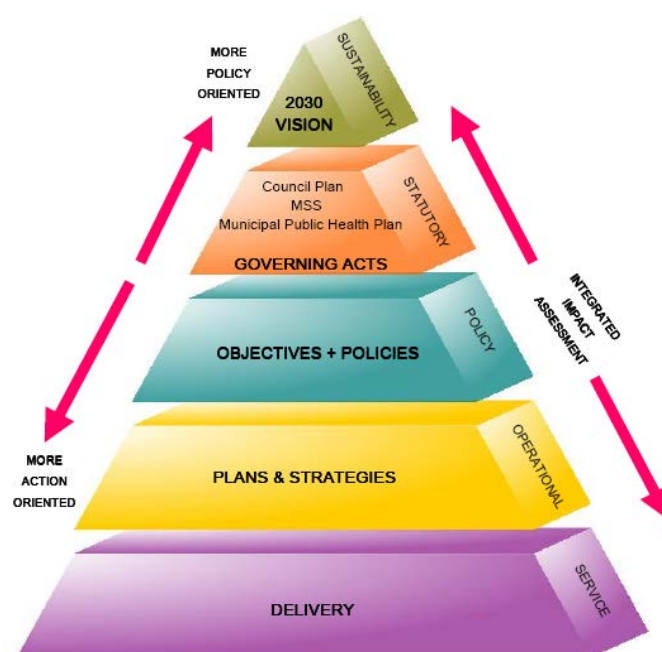 MORE
POLICY
ORIENTED
2030
VISION
SUSTAINABILITY
Council Plan
MSS
Municipal Public Health Plan
GOVERNING ACTS
STATUTORY
OBJECTIVES + POLICIES
POLICY
INTEGRATED
IMPACT
ASSESSMENT
MORE
ACTION
ORIENTED
PLANS & STRATEGIES
OPERATIONAL
DELIVERY
SERVICE